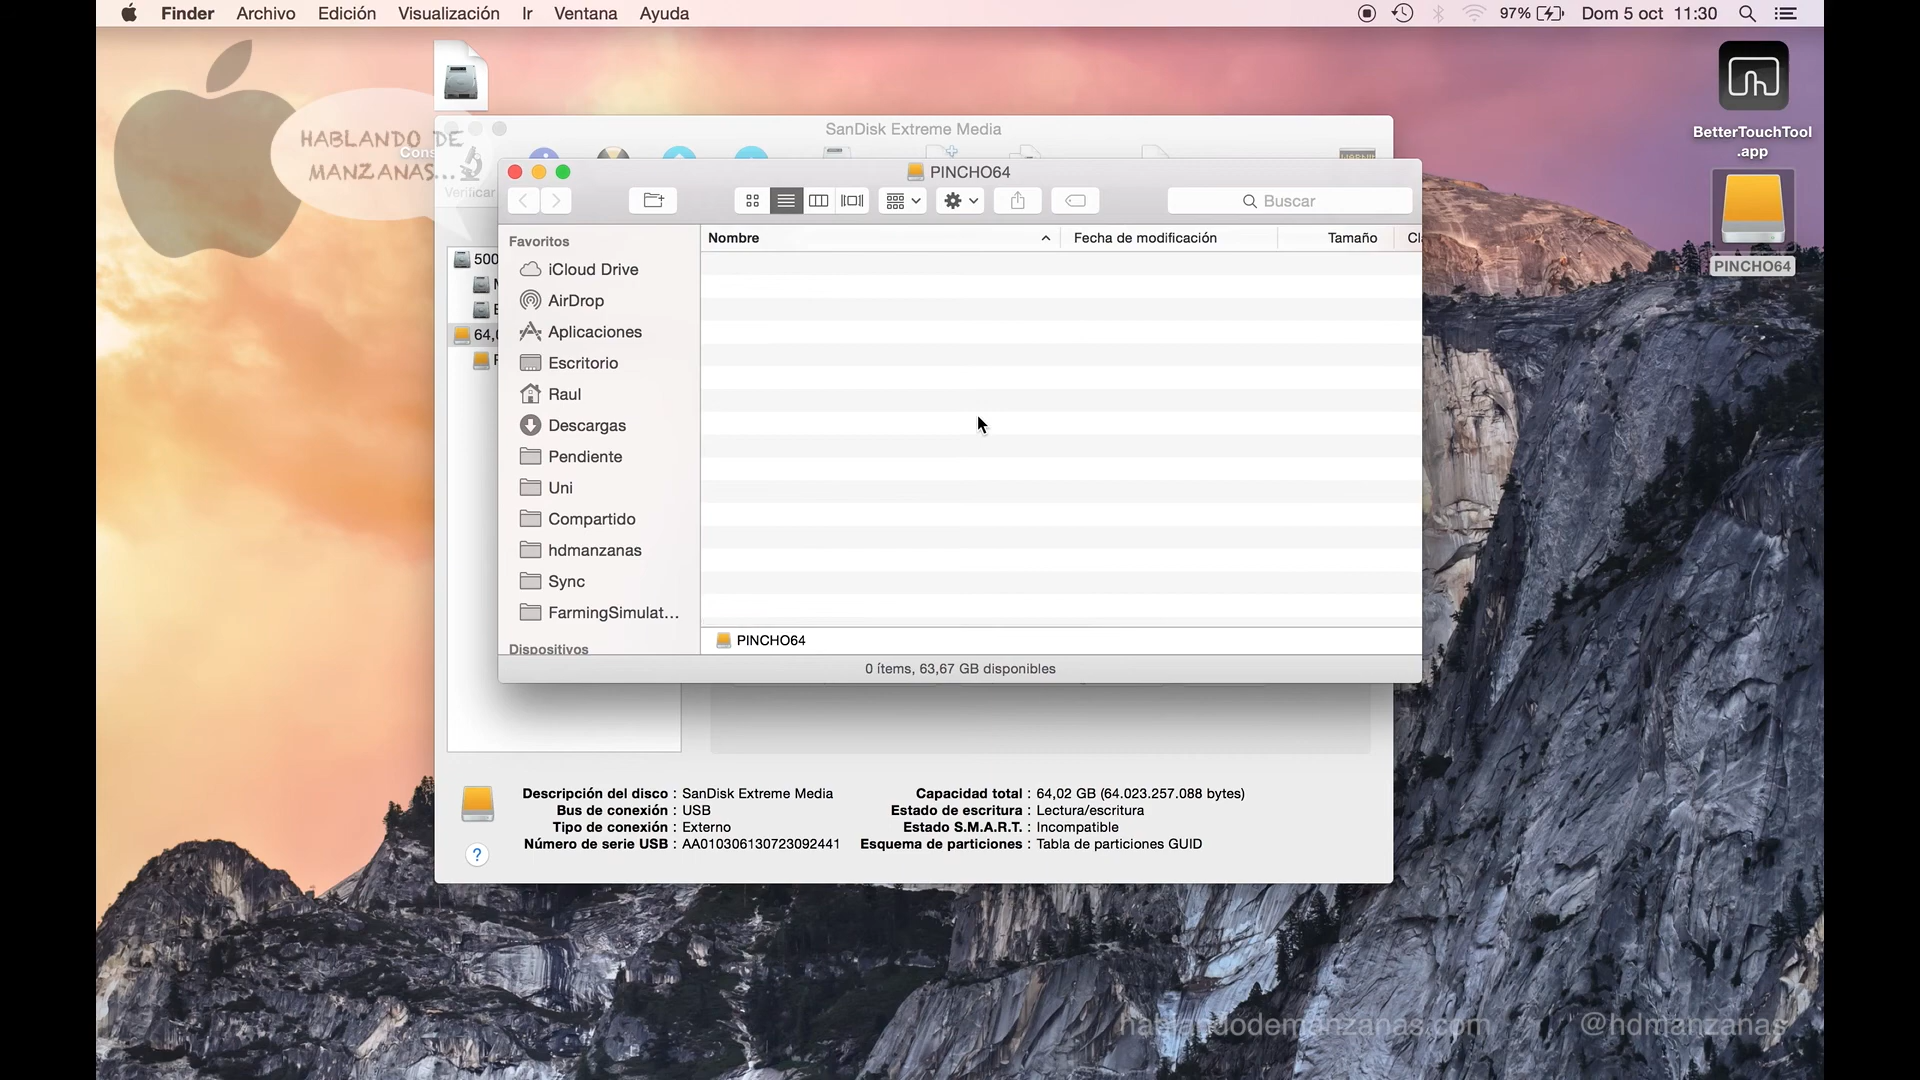 Finder Archivo Edición Visualización Ir Ventana Ayuda
97% Dom 5 oct 11:30
HABLANDO DE
MANZANAS...
BetterTouchTool
.app
PINCHO64
SanDisk Extreme Media
Verificar
PINCHO64
Buscar
Favoritos
iCloud Drive
AirDrop
Aplicaciones
Escritorio
Raul
Descargas
Pendiente
Uni
Compartido
hdmanzanas
Sync
FarmingSimulat...
Dispositivos
Nombre Fecha de modificación Tamaño
500
64,
PINCHO64
0 ítems, 63,67 GB disponibles
Descripción del disco : SanDisk Extreme Media
Bus de conexión : USB
Tipo de conexión : Externo
Número de serie USB : AA010306130723092441
Capacidad total : 64,02 GB (64.023.257.088 bytes)
Estado de escritura : Lectura/escritura
Estado S.M.A.R.T. : Incompatible
Esquema de particiones : Tabla de particiones GUID
?
hablandodemanzanas.com @hdmanzanas